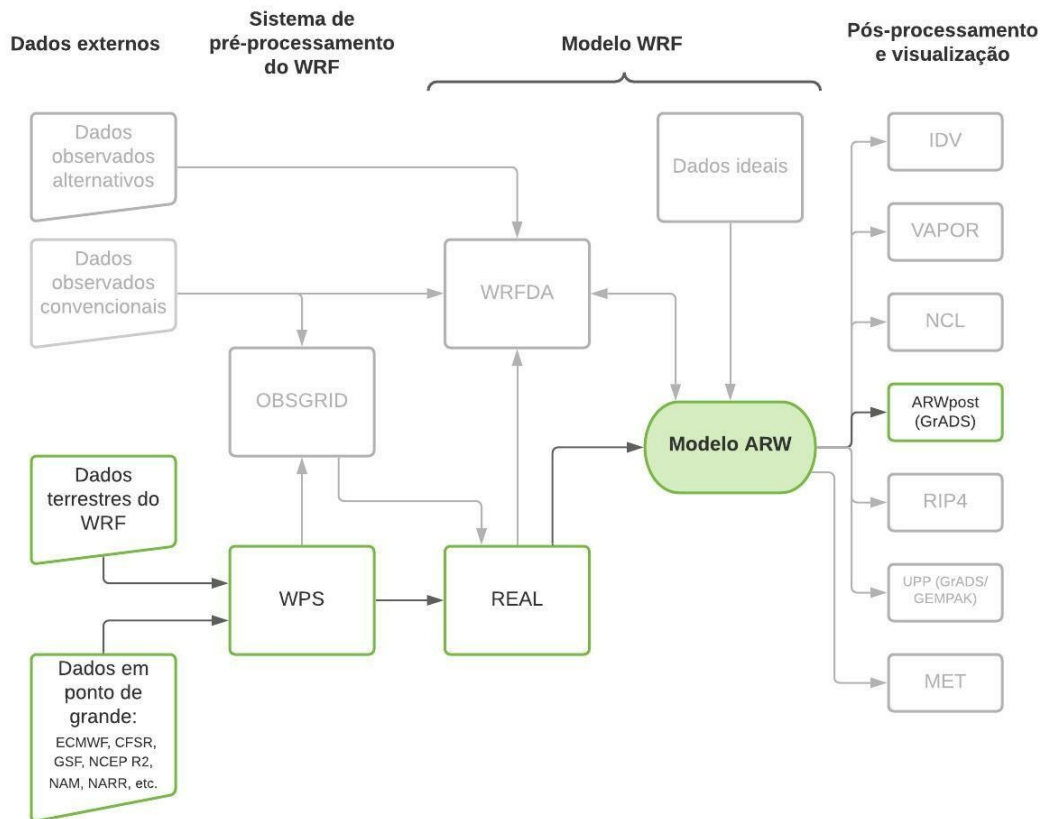 Dados externos
Sistema de
pré-processamento
do WRF
Modelo WRF
Pós-processamento
e visualização
Dados
observados
alternativos
Dados ideais
IDV
VAPOR
Dados
observados
convencionais
WRFDA
NCL
OBSGRID
ARWpost
(GrADS)
Modelo ARW
Dados
terrestres do
WRF
RIP4
WPS
REAL
UPP (GrADS/
GEMPAK)
Dados em
ponto de
grande:
ECMWF, CFSR,
GSF, NCEP R2,
NAM, NARR, etc.
MET